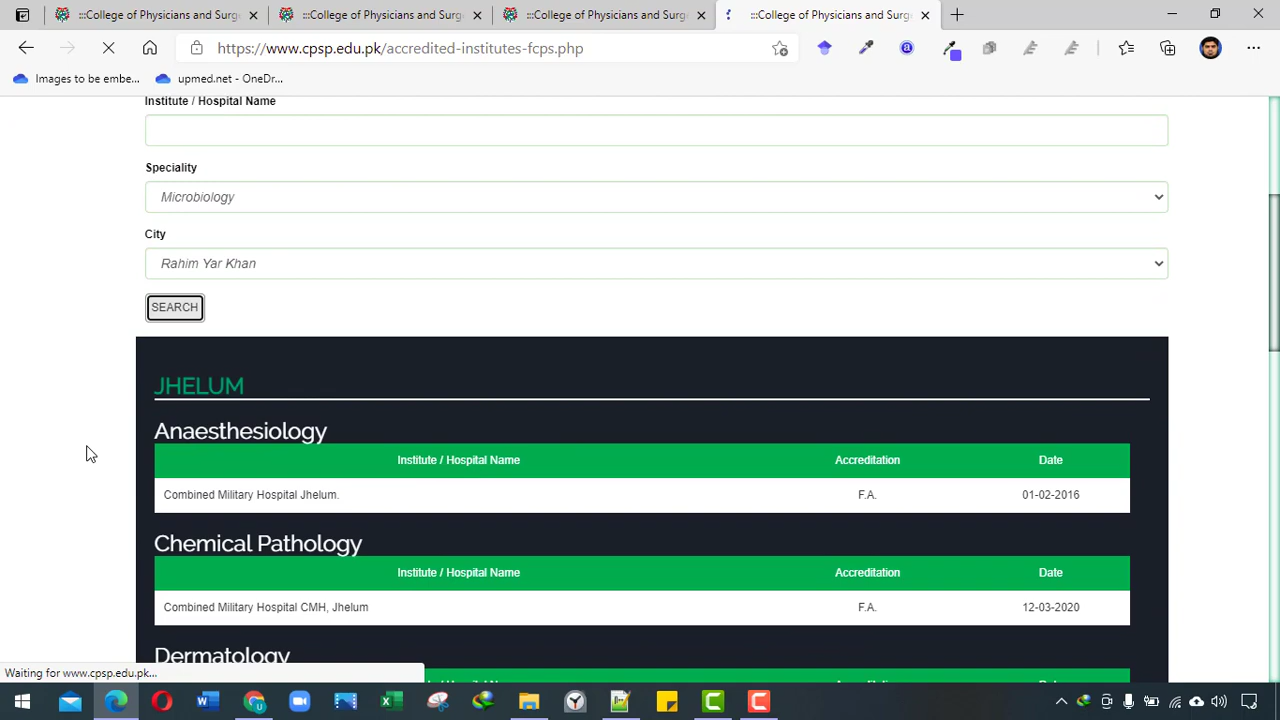 :::College of Physicians and Surge
:::College of Physicians and Surge
:::College of Physicians and Surge
:::College of Physicians and Surge
https://www.cpsp.edu.pk/accredited-institutes-fcps.php
Images to be embe...
upmed.net - OneDr...
Institute / Hospital Name
Speciality
Microbiology
City
Rahim Yar Khan
SEARCH
JHELUM
Anaesthesiology
Institute / Hospital Name Accreditation Date
Combined Military Hospital Jhelum. F.A. 01-02-2016
Chemical Pathology
Institute / Hospital Name Accreditation Date
Combined Military Hospital CMH, Jhelum F.A. 12-03-2020
Dermatology
Waiting for www.cpsp.edu.pk...